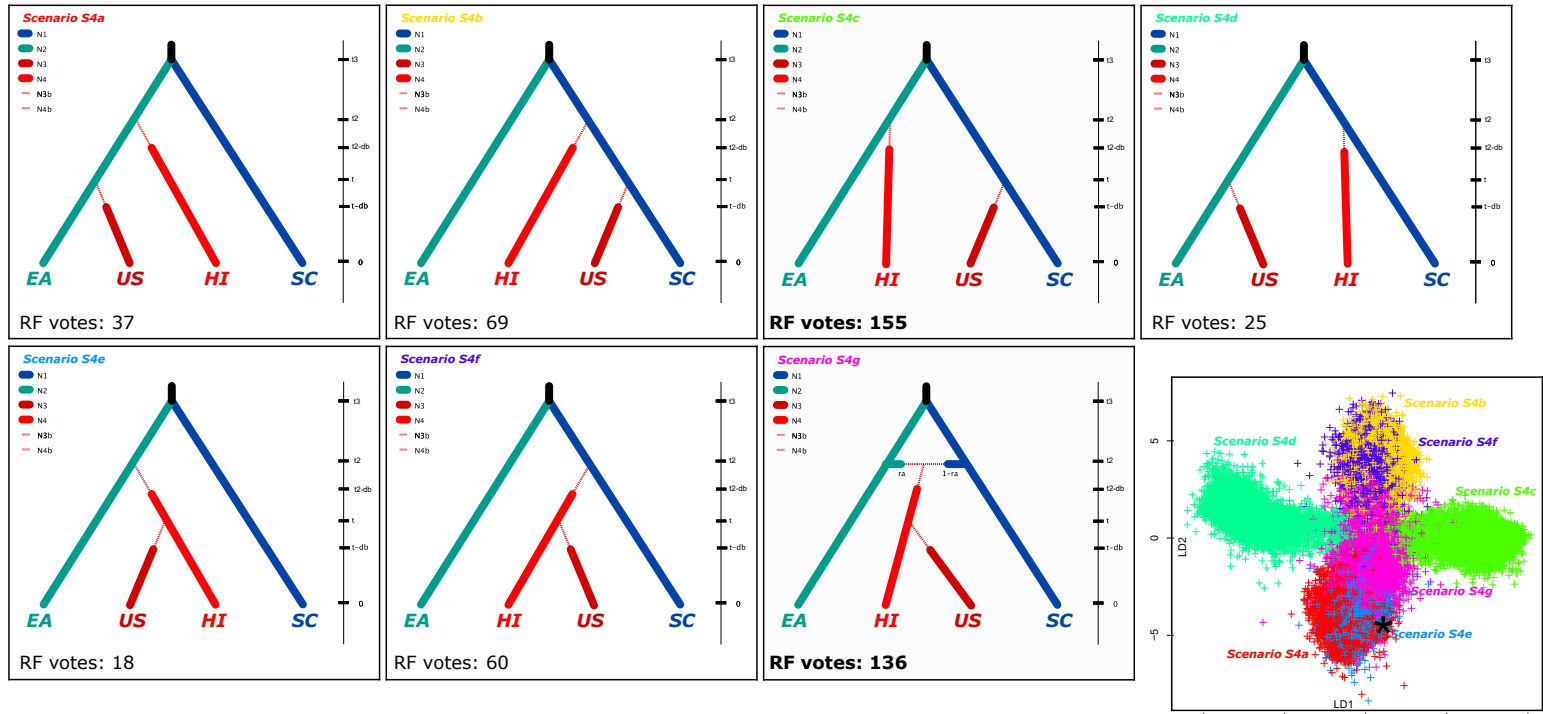 Scenario S4a
N1
N2
N3
N4
N3b
N4b
t3
t2
t2-db
t
t-db
0
EA US HI SC
RF votes: 37
Scenario S4b
N1
N2
N3
N4
N3b
N4b
t3
t2
t2-db
t
t-db
0
EA HI US SC
RF votes: 69
Scenario S4c
N1
N2
N3
N4
N3b
N4b
t3
t2
t2-db
t
t-db
0
EA HI US SC
RF votes: 155
Scenario S4d
N1
N2
N3
N4
N3b
N4b
t3
t2
t2-db
t
t-db
0
EA US HI SC
RF votes: 25
Scenario S4e
N1
N2
N3
N4
N3b
N4b
t3
t2
t2-db
t
t-db
0
EA US HI SC
RF votes: 18
Scenario S4f
N1
N2
N3
N4
N3b
N4b
t3
t2
t2-db
t
t-db
0
EA HI US SC
RF votes: 60
Scenario S4g
N1
N2
N3
N4
N3b
N4b
t3
t2
ra 1-ra
t2-db
t
t-db
0
EA HI US SC
RF votes: 136
Scenario S4b
Scenario S4d
Scenario S4f
Scenario S4c
Scenario S4g
Scenario S4e
Scenario S4a
5
0
-5
LD2
LD1